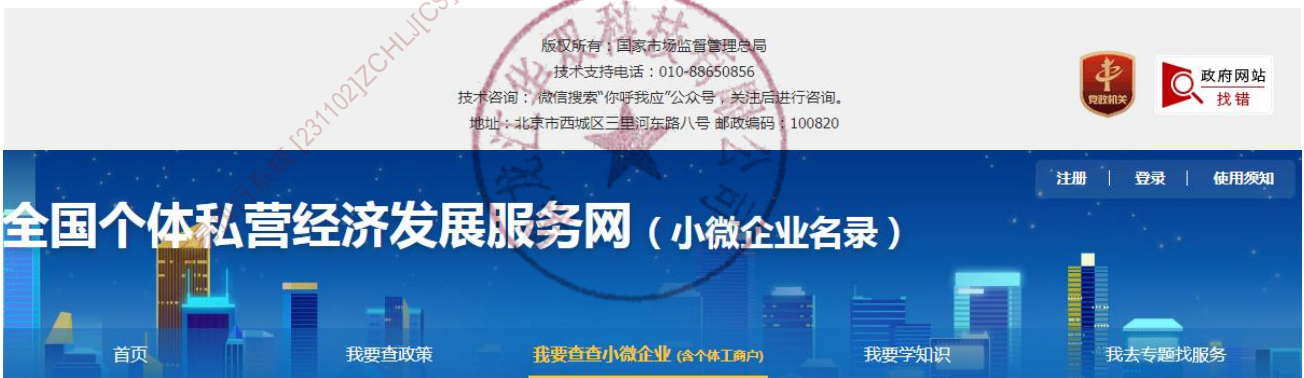 版权所有：国家市场监督管理总局
技术支持电话：010-88650856
技术咨询：微信搜索“你呼我应”公众号，关注后进行咨询。
地址：北京市西城区三里河东路八号 邮政编码：100820
党政机关
政府网站
找错
注册 | 登录 | 使用须知
全国个体私营经济发展服务网（小微企业名录）
首页 我要查政策 我要查查小微企业 (含个体工商户) 我要学知识 我去专题找服务
[231102]ZCHLJ[CS]